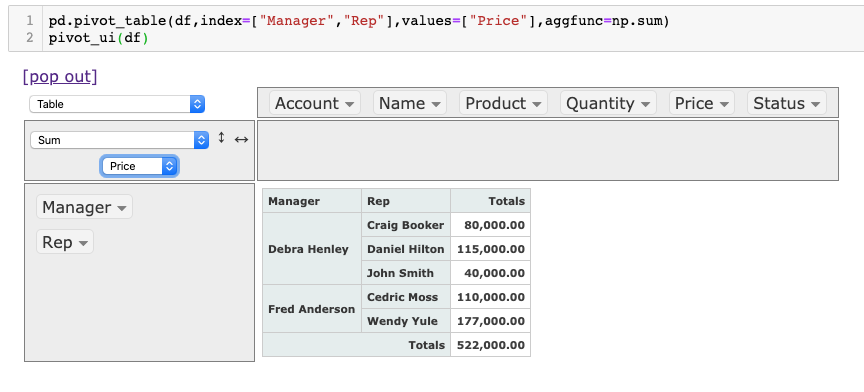 1 pd.pivot_table(df,index=["Manager","Rep"],values=["Price"],aggfunc=np.sum)
2 pivot_ui(df)
[pop out]
Table
Account Name Product Quantity Price Status
Sum ↕ ↔
Price
Manager
Rep
Manager Rep Totals
Debra Henley Craig Booker 80,000.00
Daniel Hilton 115,000.00
John Smith 40,000.00
Fred Anderson Cedric Moss 110,000.00
Wendy Yule 177,000.00
Totals 522,000.00